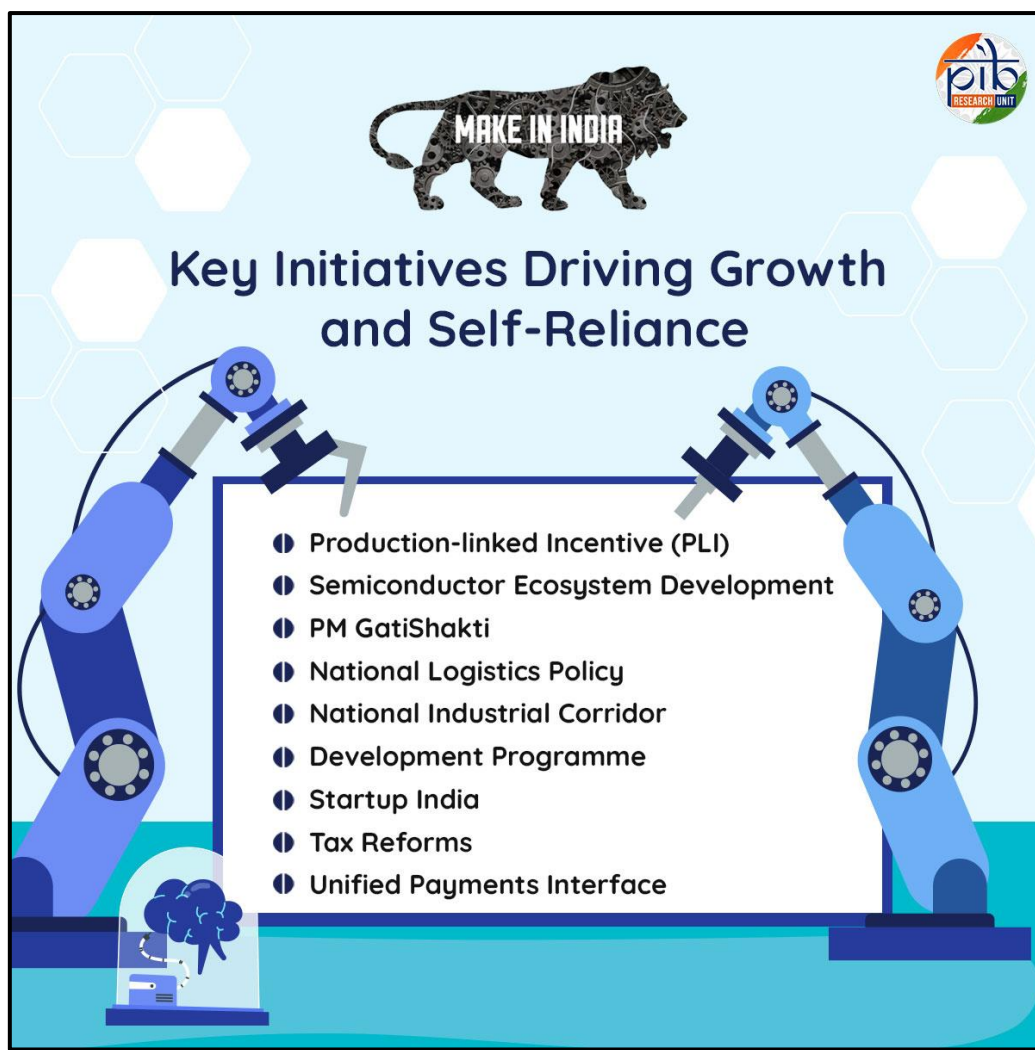 MAKE IN INDIA
pib
RESEARCH UNIT
Key Initiatives Driving Growth
and Self-Reliance
Production-linked Incentive (PLI)
Semiconductor Ecosystem Development
PM GatiShakti
National Logistics Policy
National Industrial Corridor
Development Programme
Startup India
Tax Reforms
Unified Payments Interface